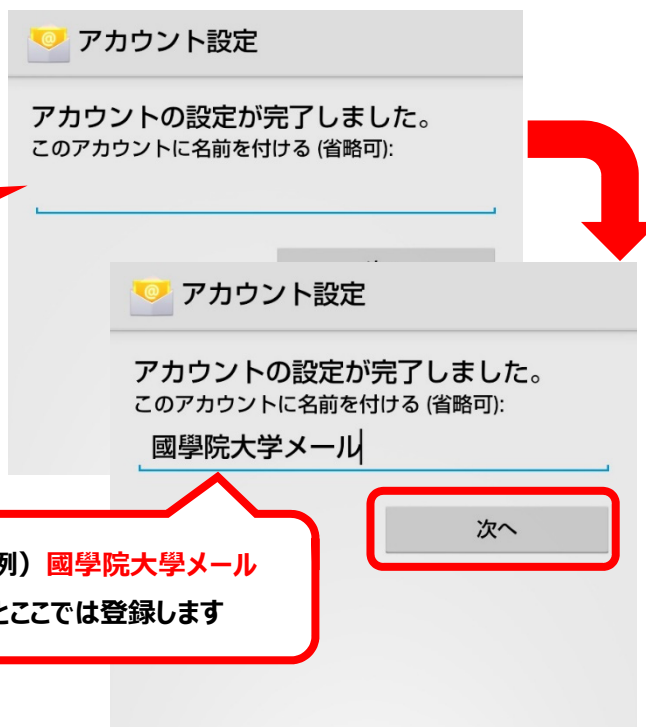 アカウント設定
アカウントの設定が完了しました。
このアカウントに名前を付ける (省略可):
アカウント設定
アカウントの設定が完了しました。
このアカウントに名前を付ける (省略可):
國學院大学メール
次へ
例）國學院大學メール
とここでは登録します